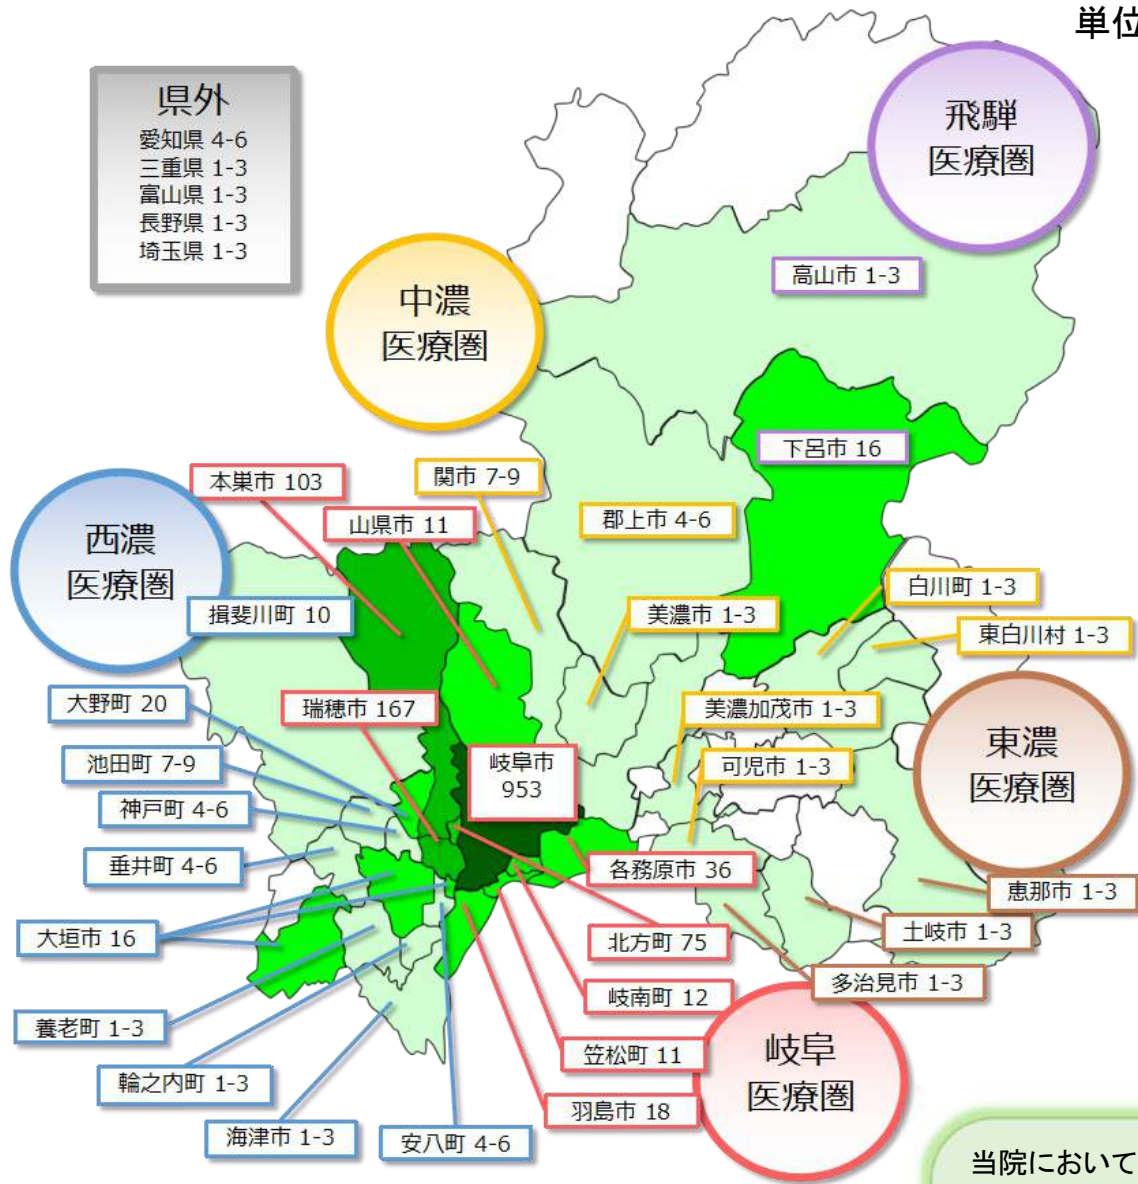 単位
県外
愛知県 4-6
三重県 1-3
富山県 1-3
長野県 1-3
埼玉県 1-3
飛騨
医療圏
高山市 1-3
中濃
医療圏
下呂市 16
本巣市 103
関市 7-9
山県市 11
郡上市 4-6
西濃
医療圏
白川町 1-3
揖斐川町 10
美濃市 1-3
東白川村 1-3
大野町 20
瑞穂市 167
美濃加茂市 1-3
東濃
医療圏
池田町 7-9
岐阜市
953
可児市 1-3
神戸町 4-6
垂井町 4-6
各務原市 36
恵那市 1-3
大垣市 16
北方町 75
土岐市 1-3
多治見市 1-3
岐南町 12
養老町 1-3
笠松町 11
岐阜
医療圏
輪之内町 1-3
羽島市 18
海津市 1-3
安八町 4-6
当院において